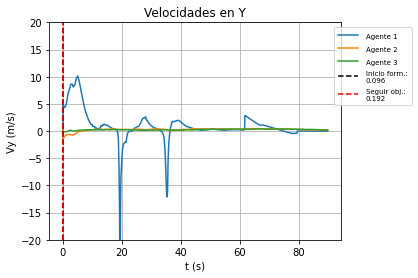 Velocidades en Y
Vy (m/s)
20
15
10
5
0
−5
−10
−15
−20
0
20
40
60
80
t (s)
Agente 1
Agente 2
Agente 3
Inicio form.:
0.096
Seguir obj.:
0.192